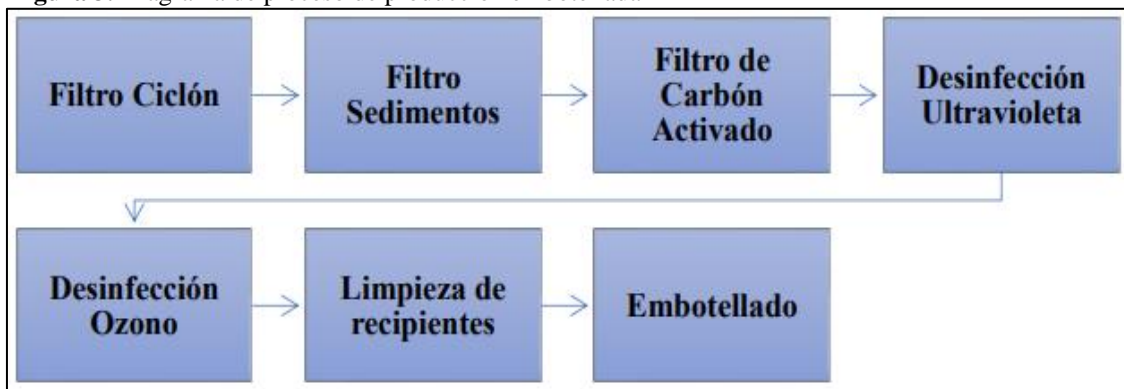 Filtro Ciclón
Filtro
Sedimentos
Filtro de
Carbón
Activado
Desinfección
Ultravioleta
Desinfección
Ozono
Limpieza de
recipientes
Embotellado